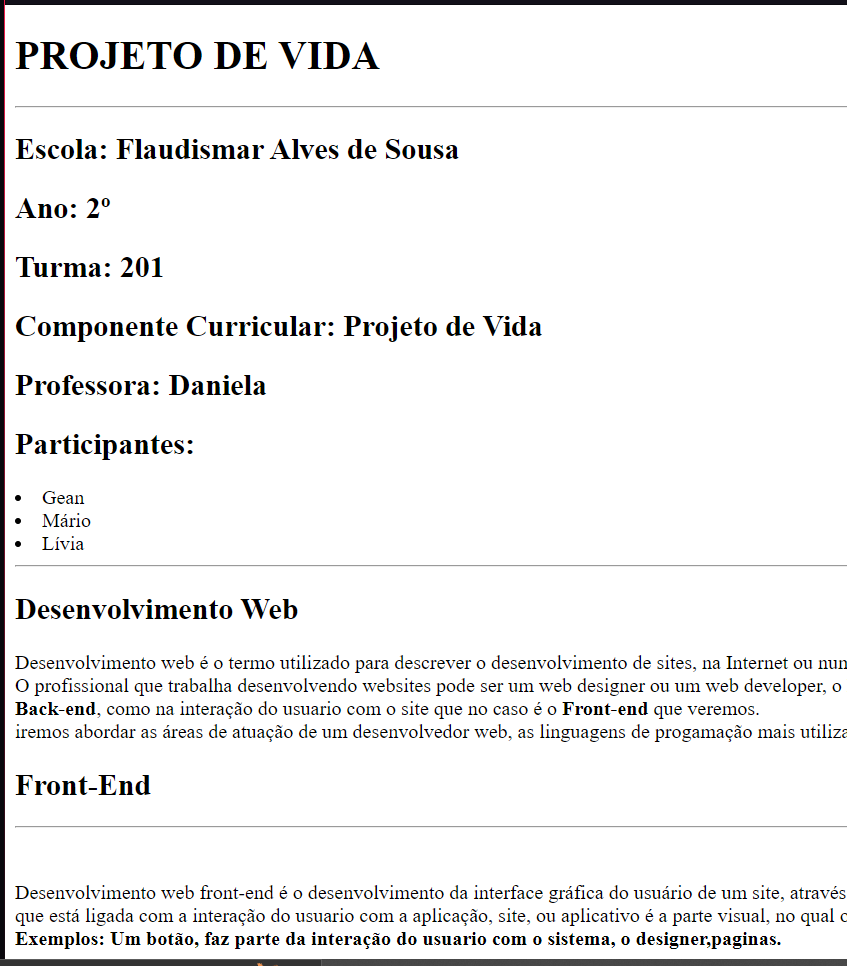 PROJETO DE VIDA
Escola: Flaudismar Alves de Sousa
Ano: 2º
Turma: 201
Componente Curricular: Projeto de Vida
Professora: Daniela
Participantes:
Gean
Mário
Lívia
Desenvolvimento Web
Desenvolvimento web é o termo utilizado para descrever o desenvolvimento de sites, na Internet ou num
O profissional que trabalha desenvolvendo websites pode ser um web designer ou um web developer, o
Back-end, como na interação do usuario com o site que no caso é o Front-end que veremos.
iremos abordar as áreas de atuação de um desenvolvedor web, as linguagens de progamação mais utiliza
Front-End
Desenvolvimento web front-end é o desenvolvimento da interface gráfica do usuário de um site, através
que está ligada com a interação do usuario com a aplicação, site, ou aplicativo é a parte visual, no qual
Exemplos: Um botão, faz parte da interação do usuario com o sistema, o designer,paginas.